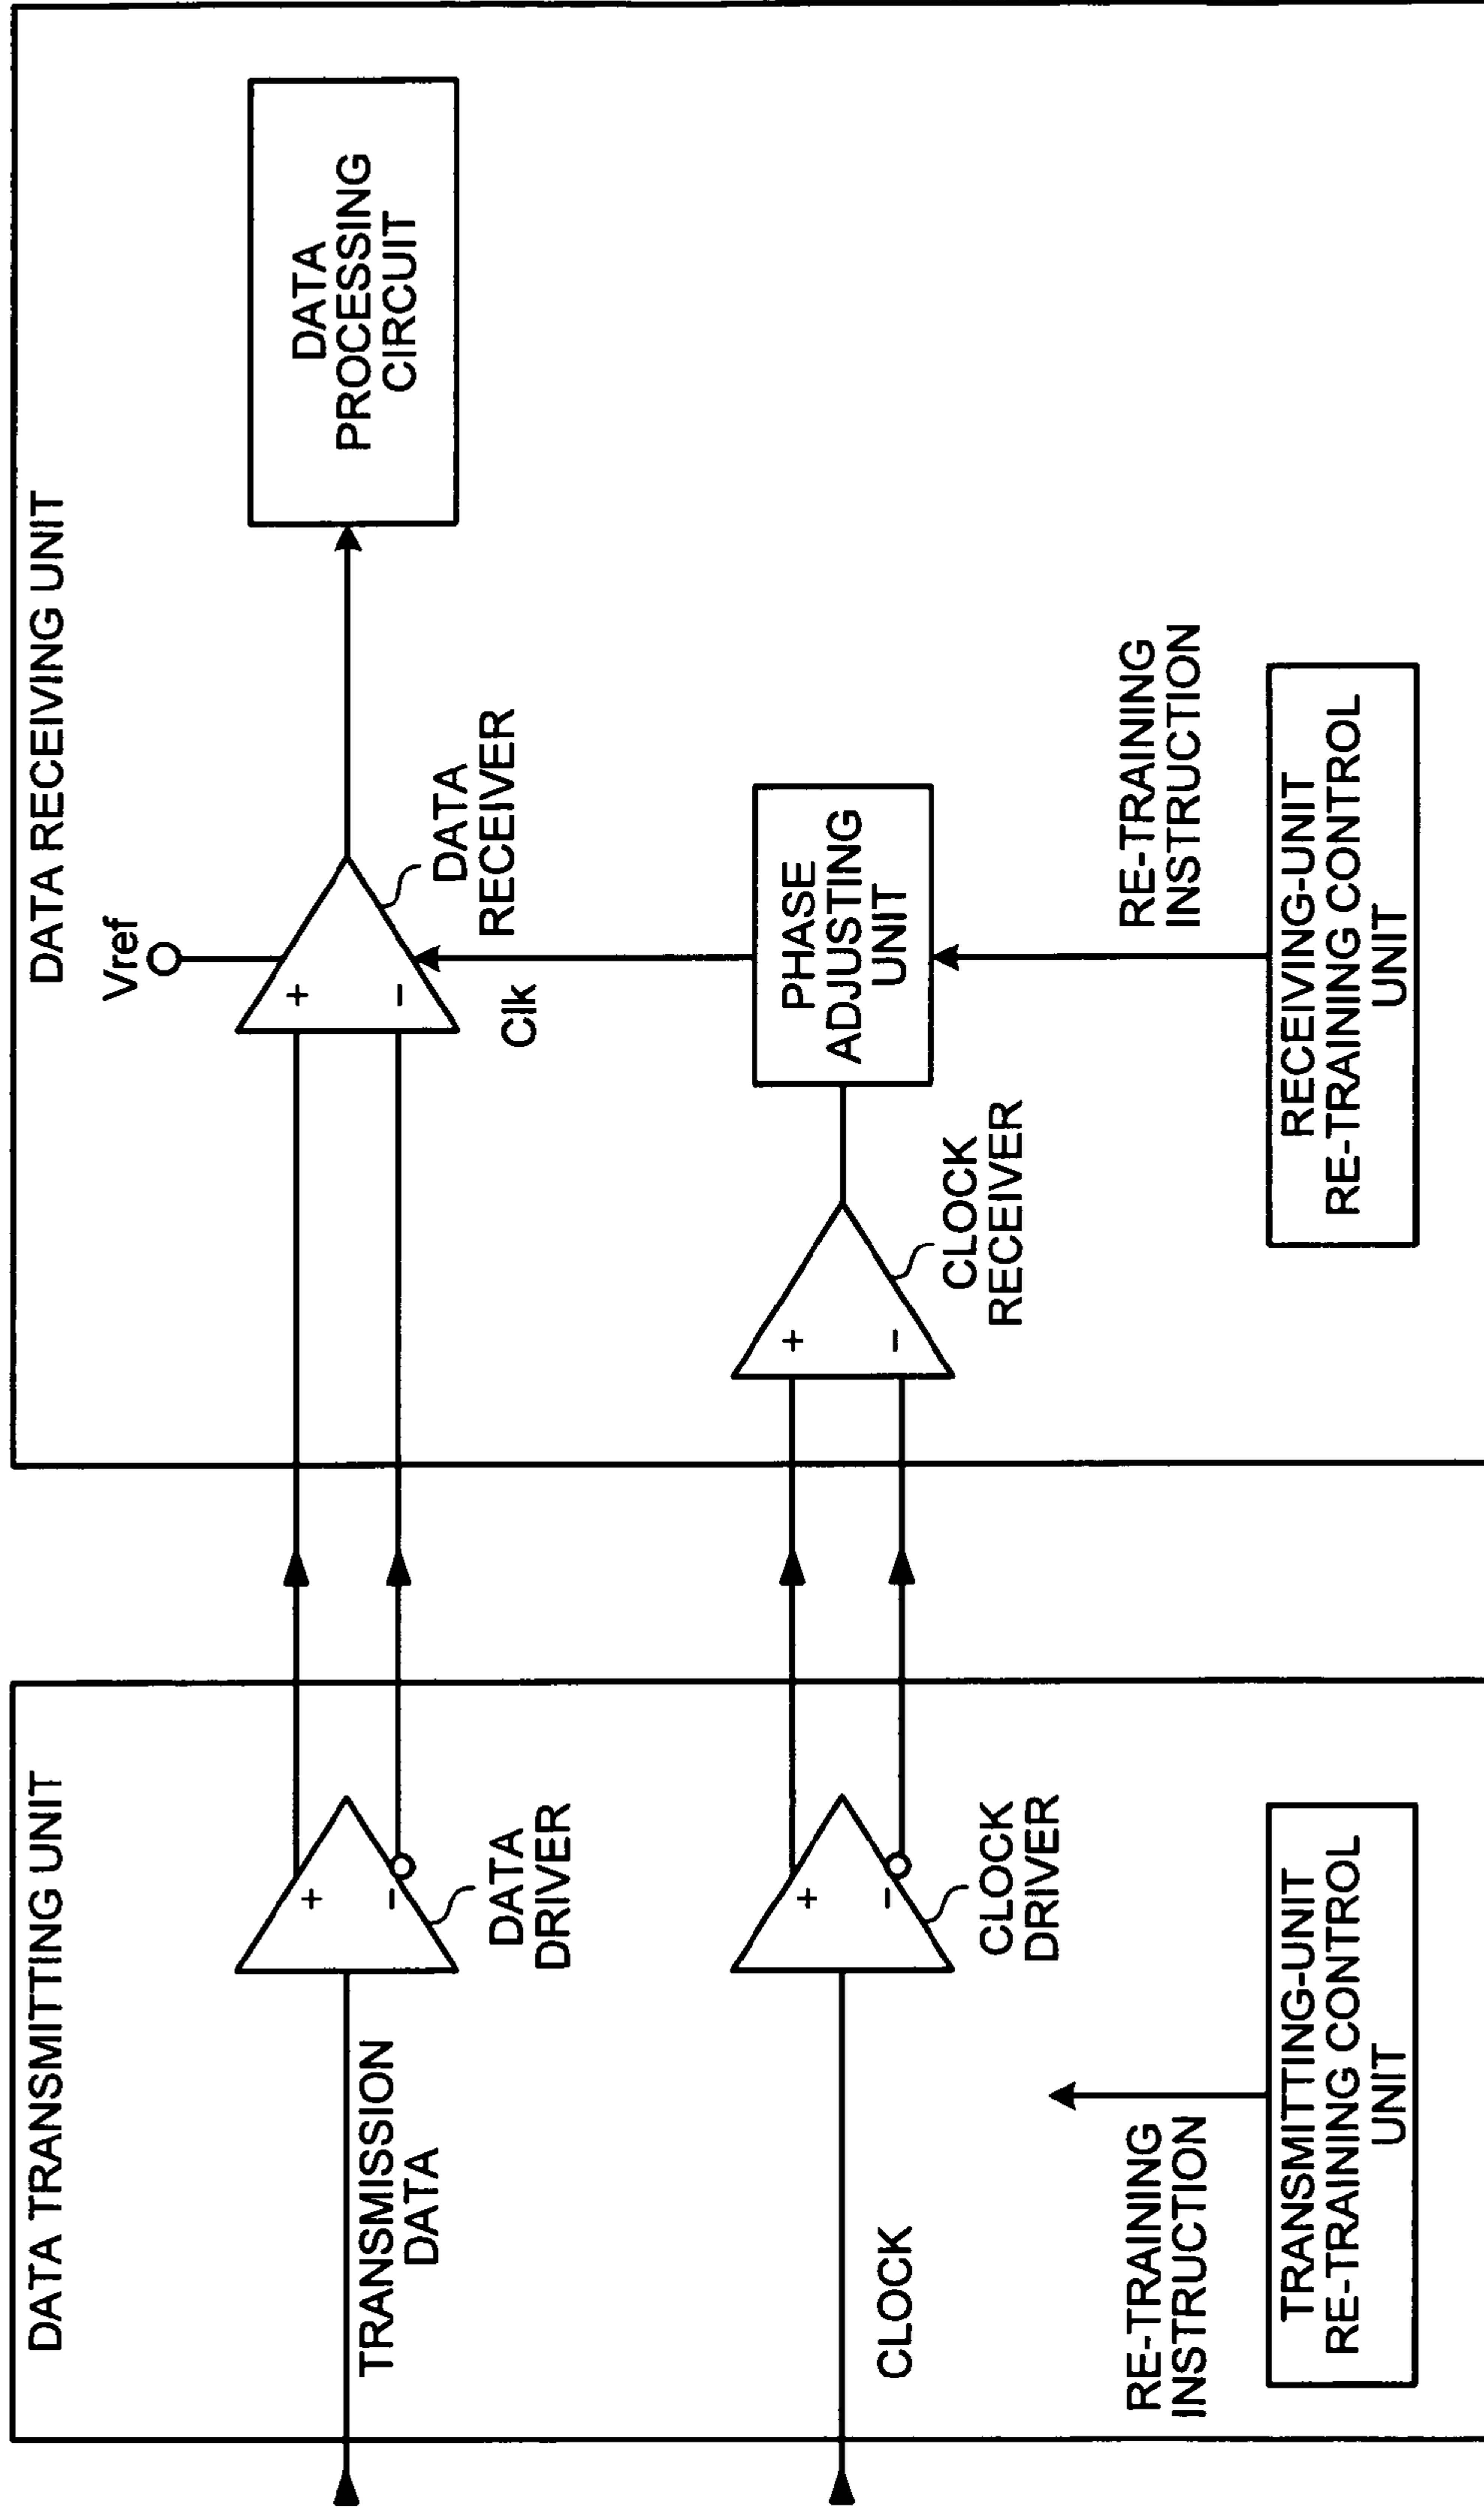 DATA TRANSMITTING UNIT
TRANSMISSION
DATA
+
−
DATA
DRIVER
CLOCK
+
−
CLOCK
DRIVER
RE-TRAINING
INSTRUCTION
TRANSMITTING-UNIT
RE-TRAINING CONTROL
UNIT
DATA RECEIVING UNIT
Vref
+
−
DATA
RECEIVER
Clk
DATA
PROCESSING
CIRCUIT
+
−
CLOCK
RECEIVER
PHASE
ADJUSTING
UNIT
RE-TRAINING
INSTRUCTION
RECEIVING-UNIT
RE-TRAINING CONTROL
UNIT